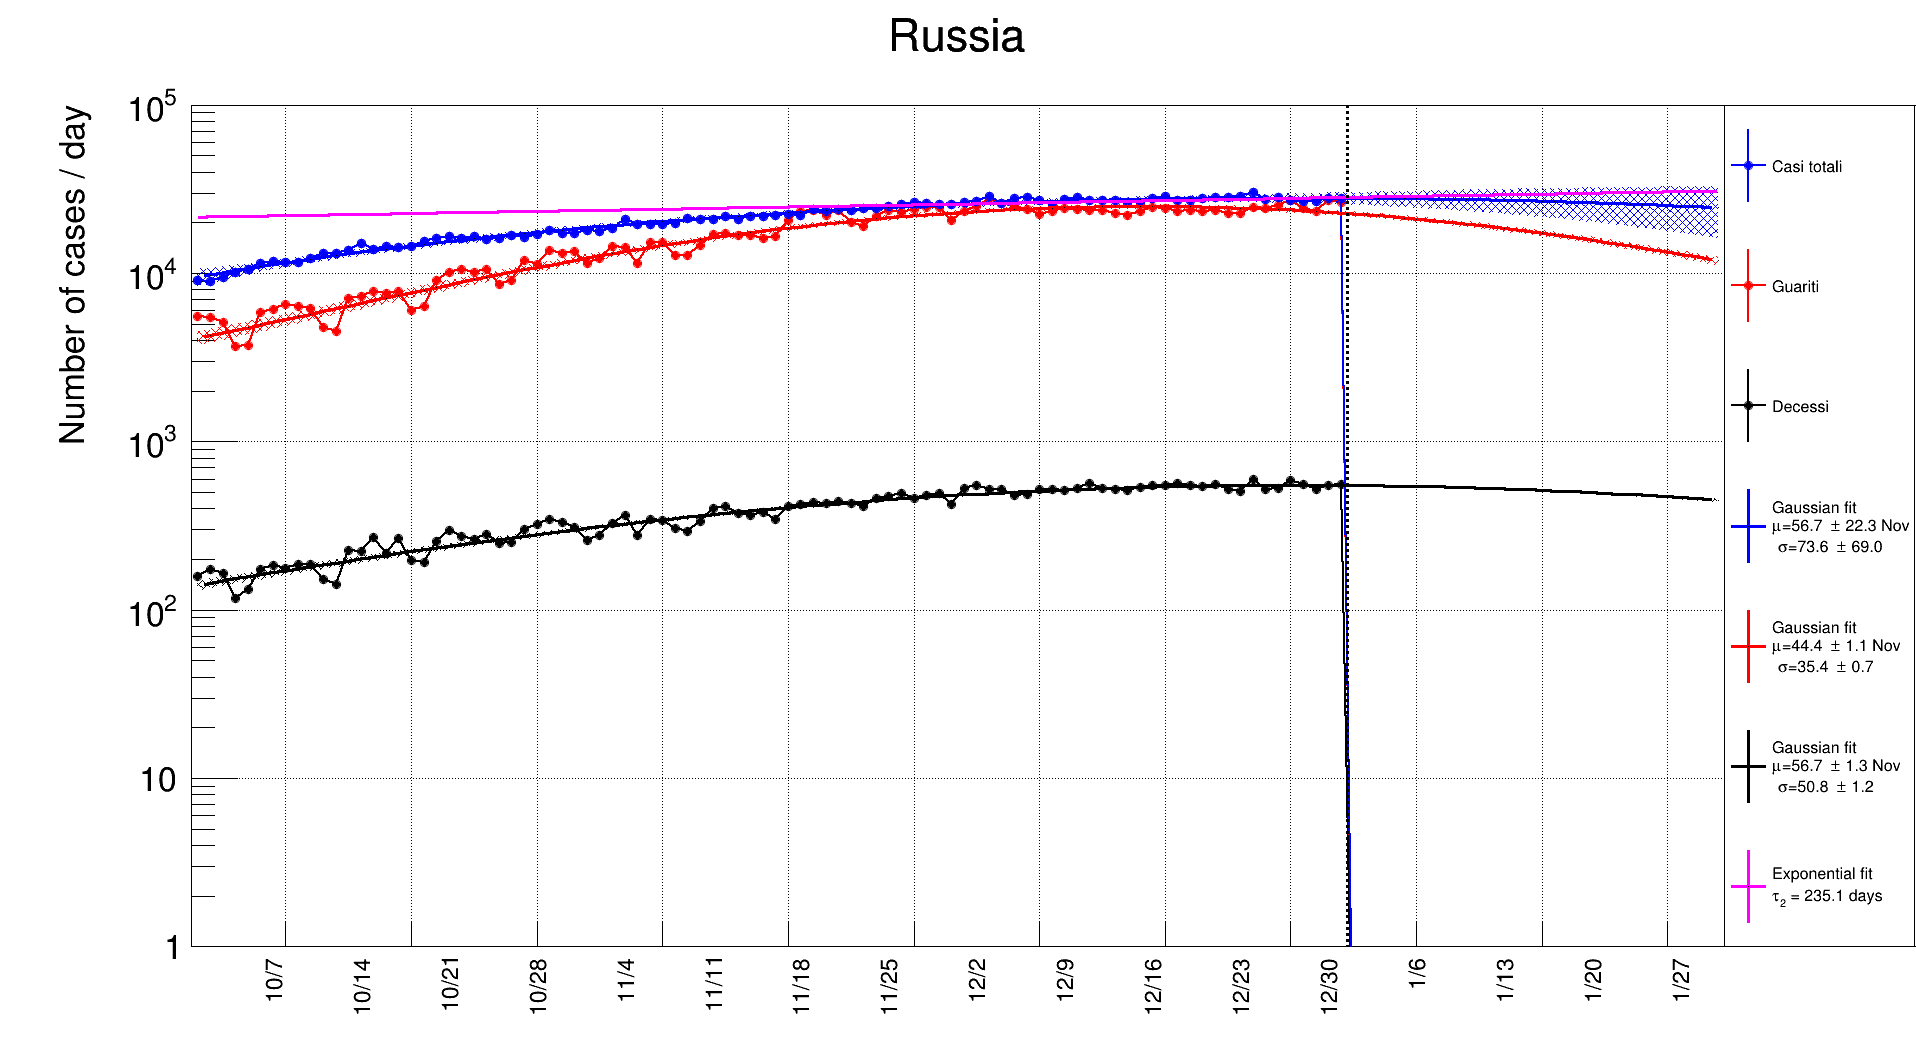 Russia
Number of cases / day
10^5
10^4
10^3
10^2
10
1
10/7
10/14
10/21
10/28
11/4
11/11
11/18
11/25
12/2
12/9
12/16
12/23
12/30
1/6
1/13
1/20
1/27
Casi totali
Guariti
Decessi
Gaussian fit
μ=56.7 ± 22.3 Nov
σ=73.6 ± 69.0
Gaussian fit
μ=44.4 ± 1.1 Nov
σ=35.4 ± 0.7
Gaussian fit
μ=56.7 ± 1.3 Nov
σ=50.8 ± 1.2
Exponential fit
τ₂ = 235.1 days